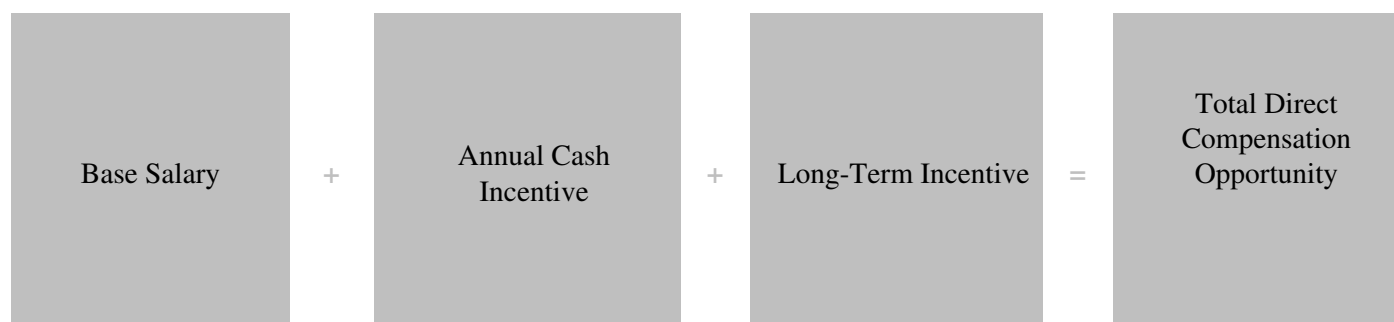 Base Salary
+
Annual Cash
Incentive
+
Long-Term Incentive
=
Total Direct
Compensation
Opportunity